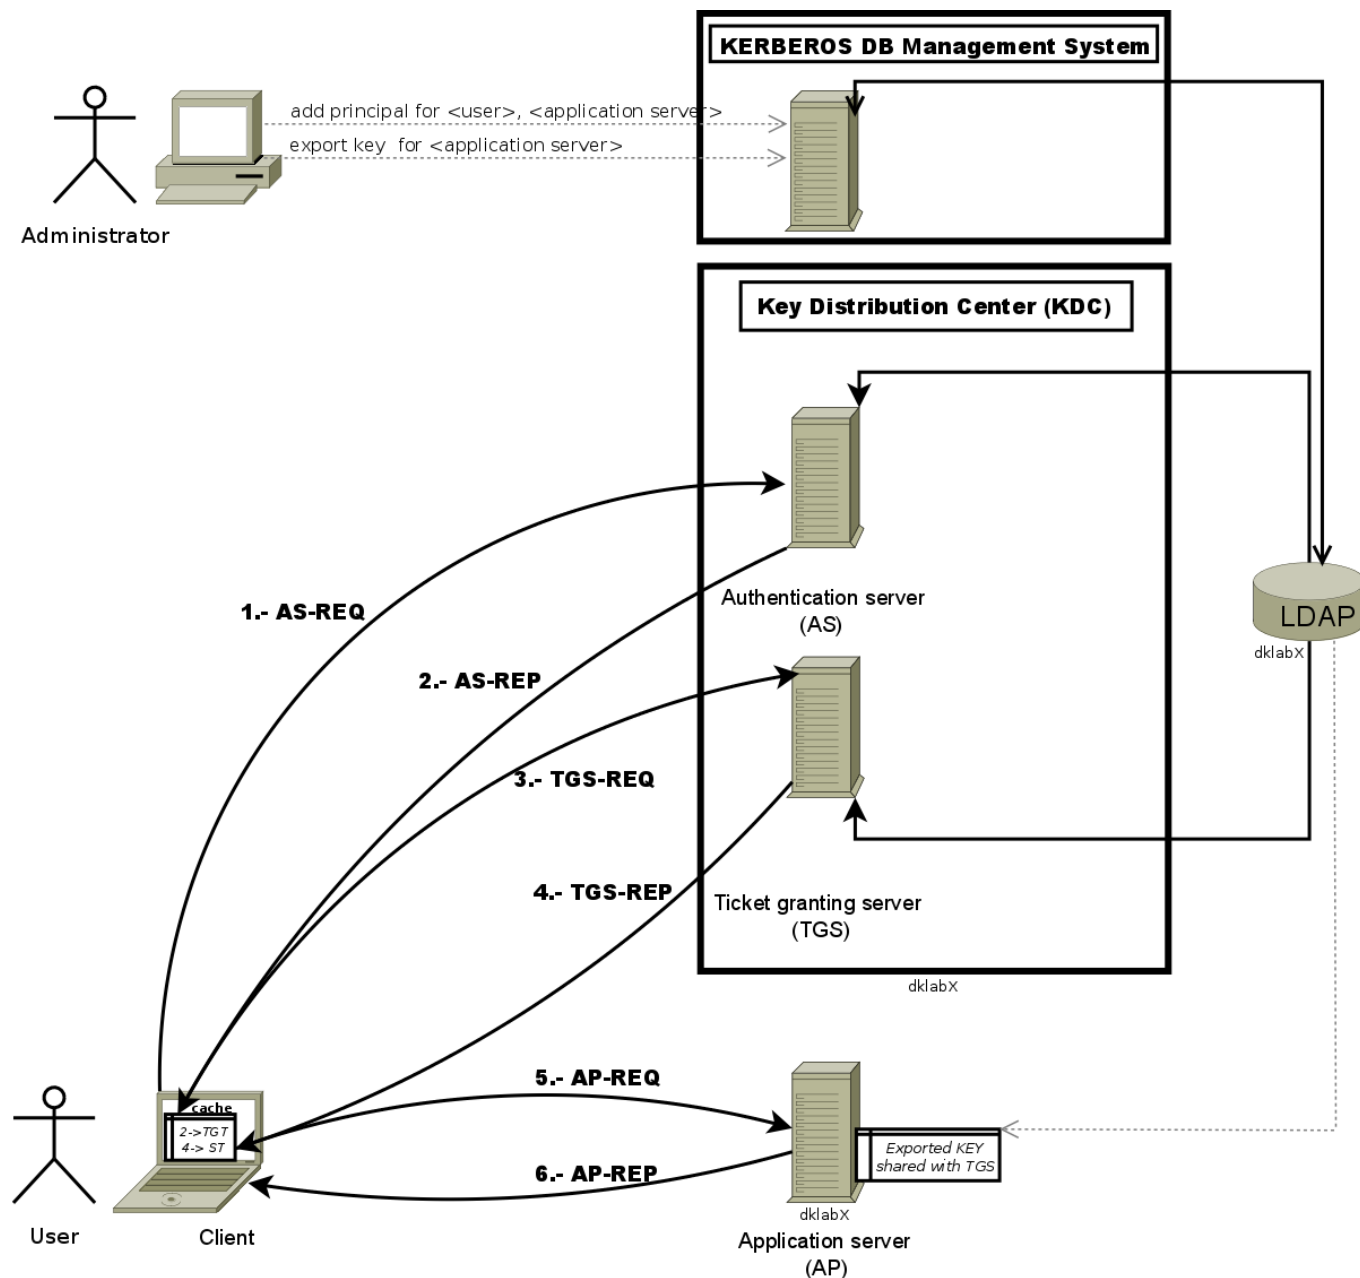 KERBEROS DB Management System
add principal for <user>, <application server>
export key for <application server>
Administrator
Key Distribution Center (KDC)
1.- AS-REQ
Authentication server
(AS)
LDAP
dklabX
2.- AS-REP
3.- TGS-REQ
4.- TGS-REP
Ticket granting server
(TGS)
dklabX
5.- AP-REQ
cache
2->TGT
4-> ST
Exported KEY
shared with TGS
6.- AP-REP
dklabX
User
Client
Application server
(AP)